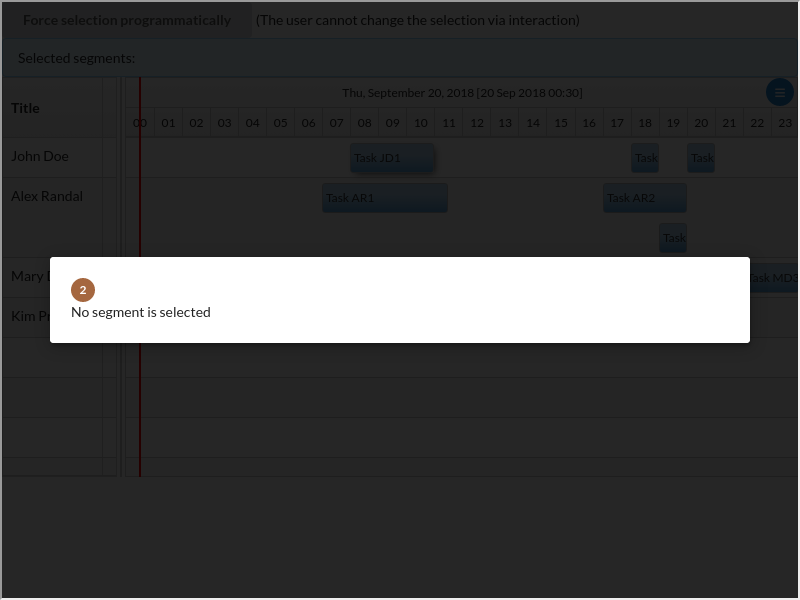 Force selection programmatically (The user cannot change the selection via interaction)
Selected segments:
Title
Thu, September 20, 2018 [20 Sep 2018 00:30]
00 01 02 03 04 05 06 07 08 09 10 11 12 13 14 15 16 17 18 19 20 21 22 23
John Doe
Task JD1
Task
Task
Alex Randal
Task AR1
Task AR2
Task
Mary
Task MD3
Kim
2
No segment is selected